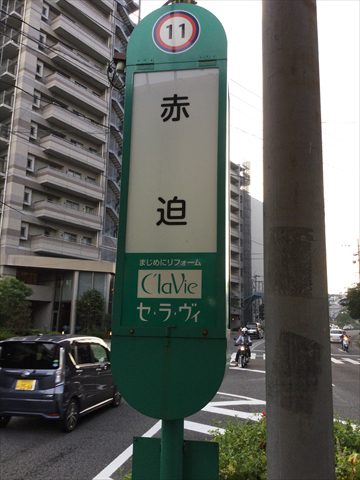 11
赤
迫
まじめにリフォーム
ClaVie
セ・ラ・ヴィ